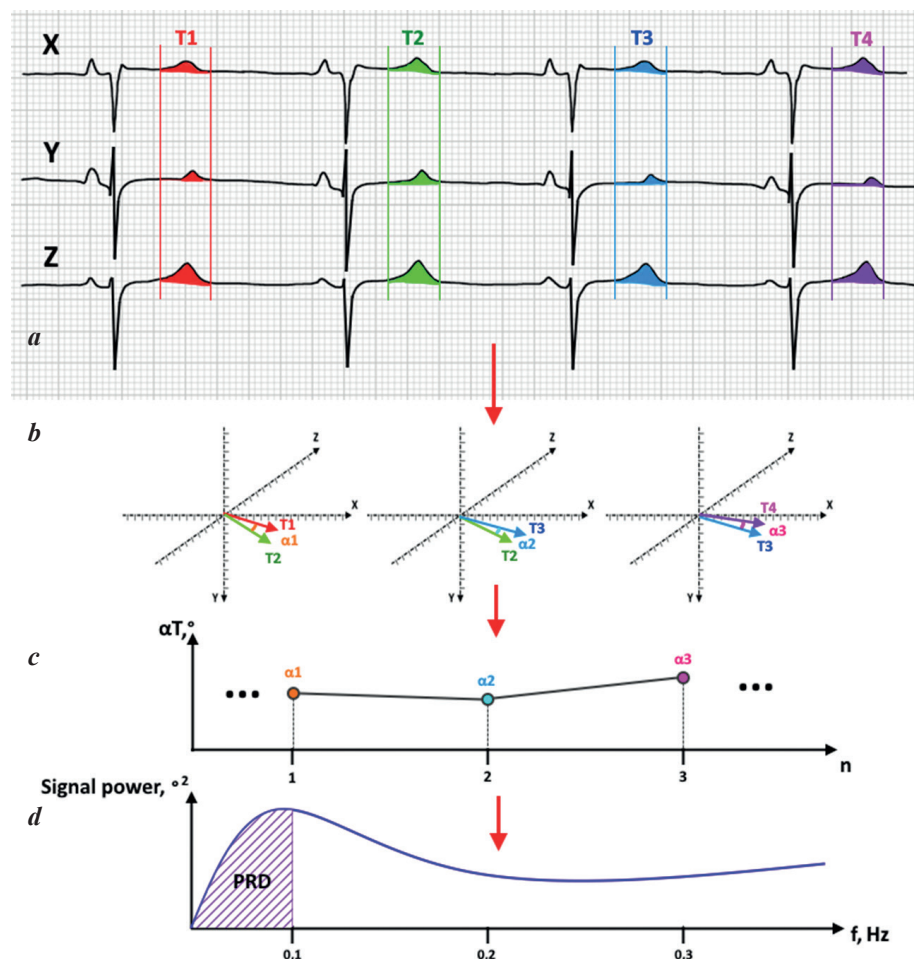 X T1 T2 T3 T4
Y
Z
a
b
Z Z Z
X X X
T1 T3 T4
α1 α2 α3
T2 T2 T3
Y Y Y
αT,°
c
α1 α2 α3
... ...
1 2 3 n
Signal power, °²
d
PRD
f, Hz
0.1 0.2 0.3